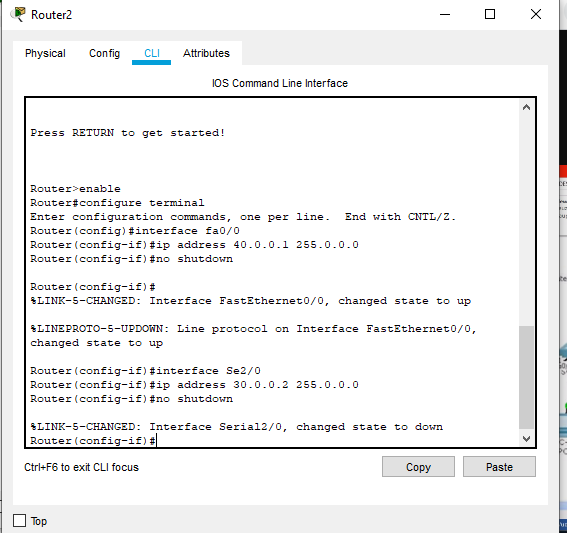 Router2
Physical Config CLI Attributes
IOS Command Line Interface
Press RETURN to get started!
Router>enable
Router#configure terminal
Enter configuration commands, one per line.  End with CNTL/Z.
Router(config)#interface fa0/0
Router(config-if)#ip address 40.0.0.1 255.0.0.0
Router(config-if)#no shutdown
Router(config-if)#
%LINK-5-CHANGED: Interface FastEthernet0/0, changed state to up
%LINEPROTO-5-UPDOWN: Line protocol on Interface FastEthernet0/0,
changed state to up
Router(config-if)#interface Se2/0
Router(config-if)#ip address 30.0.0.2 255.0.0.0
Router(config-if)#no shutdown
%LINK-5-CHANGED: Interface Serial2/0, changed state to down
Router(config-if)#
Ctrl+F6 to exit CLI focus
Copy Paste
Top